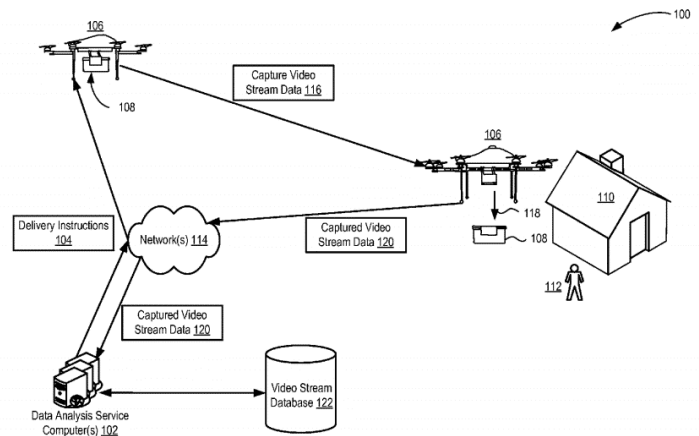 100
106
108
Capture Video
Stream Data 116
106
110
118
108
112
Delivery Instructions
104
Network(s) 114
Captured Video
Stream Data 120
Captured Video
Stream Data 120
Data Analysis Service
Computer(s) 102
Video Stream
Database 122